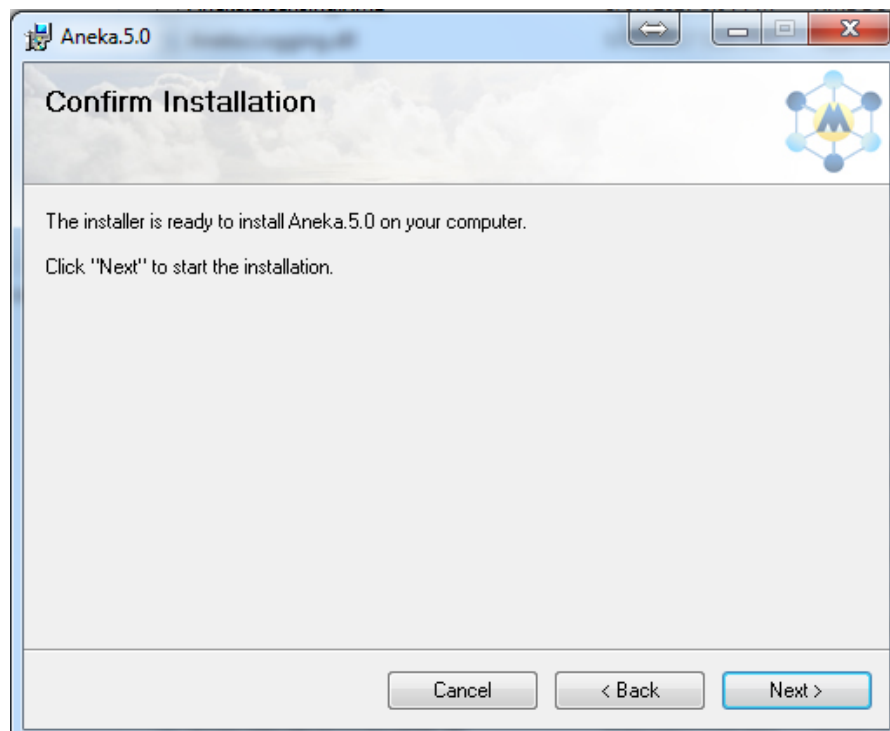 Aneka.5.0
Confirm Installation
The installer is ready to install Aneka.5.0 on your computer.
Click "Next" to start the installation.
Cancel
< Back
Next >